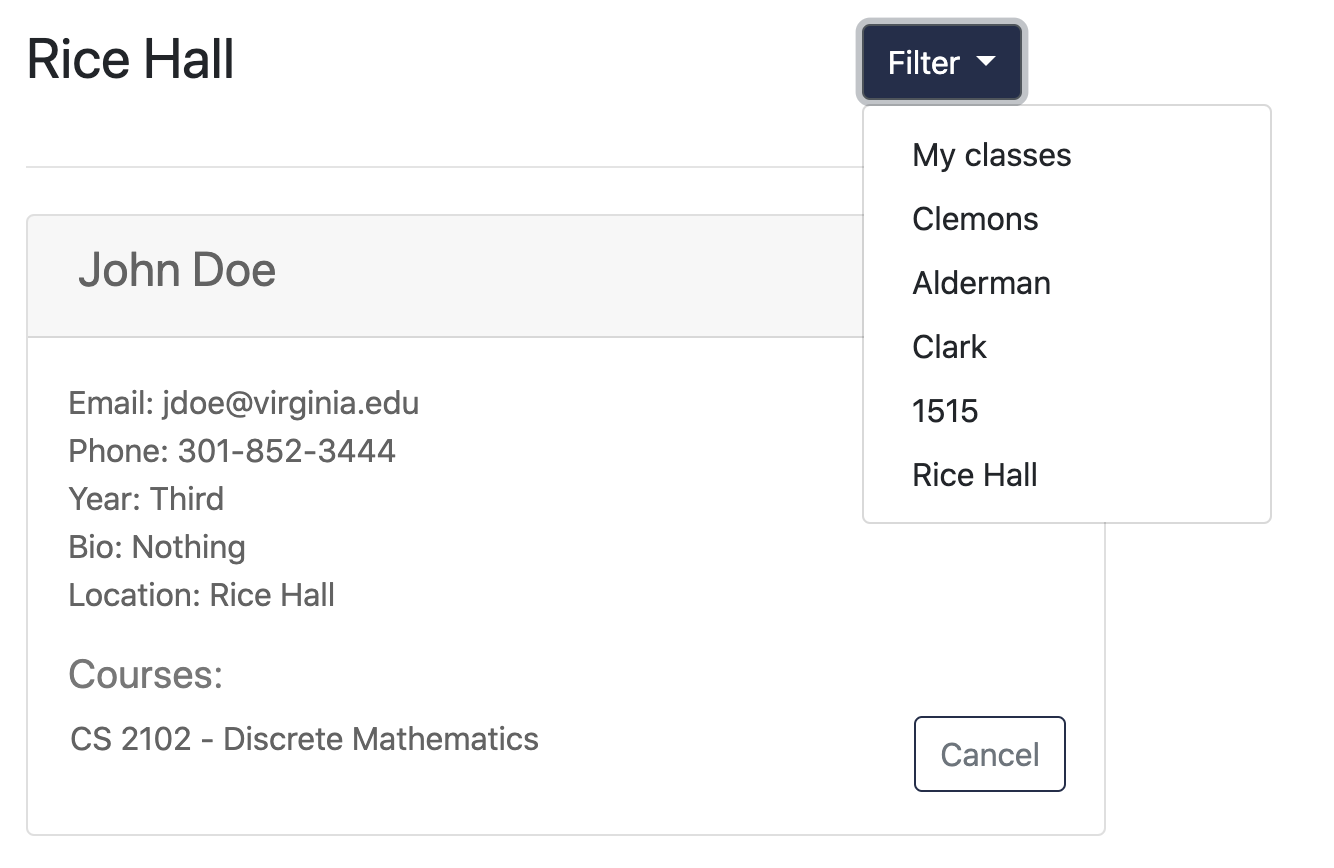 Rice Hall
Filter
My classes
Clemons
Alderman
Clark
1515
Rice Hall
John Doe
Email: jdoe@virginia.edu
Phone: 301-852-3444
Year: Third
Bio: Nothing
Location: Rice Hall
Courses:
CS 2102 - Discrete Mathematics
Cancel